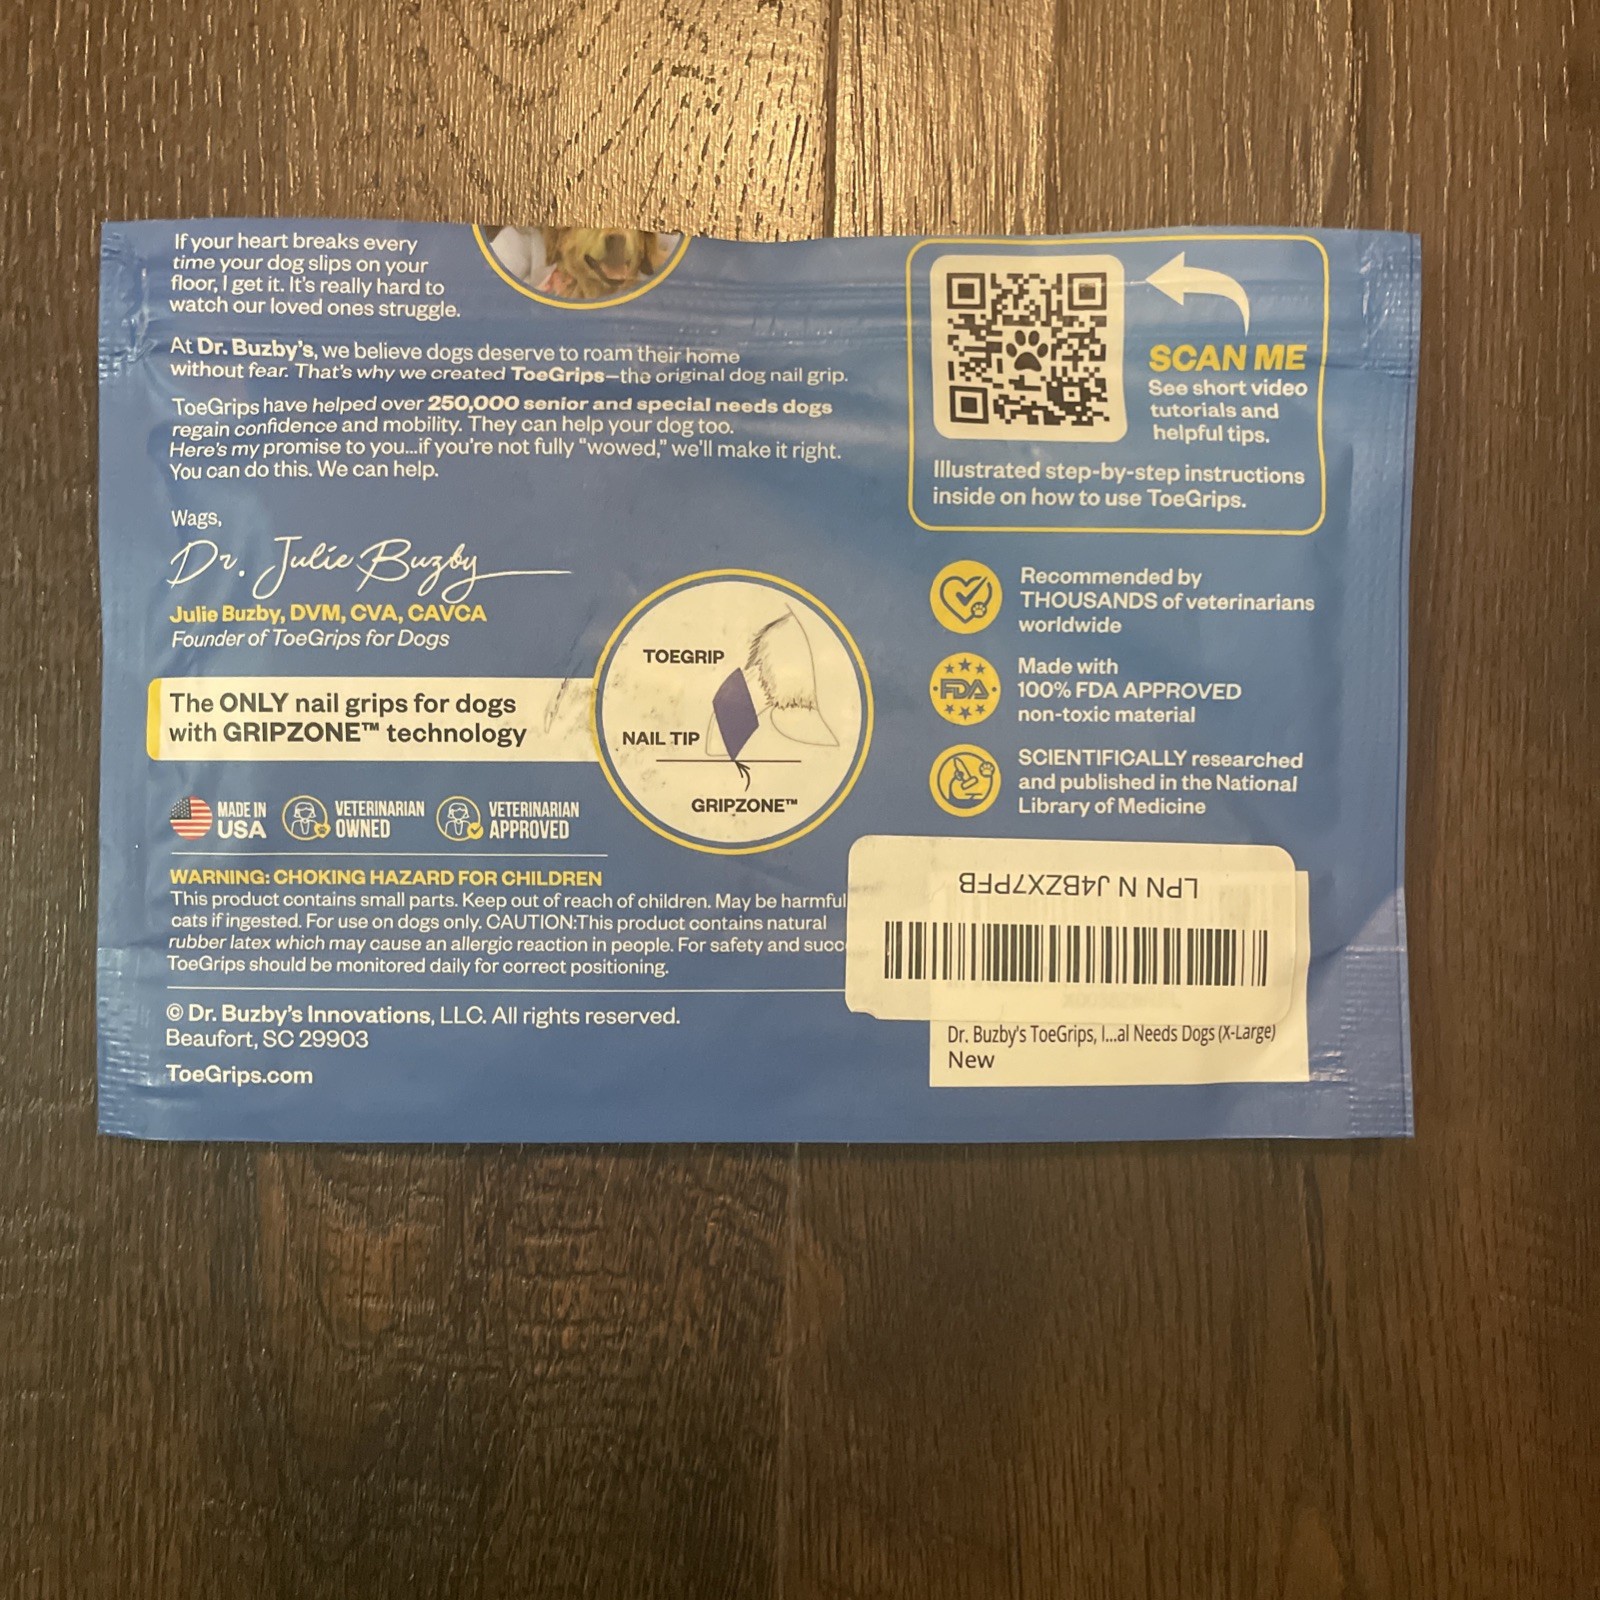 If your heart breaks every
time your dog slips on your
floor, I get it. It's really hard to
watch our loved ones struggle.
At Dr. Buzby's, we believe dogs deserve to roam their home
without fear. That's why we created ToeGrips—the original dog nail grip.
ToeGrips have helped over 250,000 senior and special needs dogs
regain confidence and mobility. They can help your dog too.
Here's my promise to you...if you're not fully "wowed," we'll make it right.
You can do this. We can help.
Wags,
Dr. Julie Buzby
Julie Buzby, DVM, CVA, CAVCA
Founder of ToeGrips for Dogs
The ONLY nail grips for dogs
with GRIPZONE™ technology
TOEGRIP
NAIL TIP
GRIPZONE™
MADE IN
USA
VETERINARIAN
OWNED
VETERINARIAN
APPROVED
WARNING: CHOKING HAZARD FOR CHILDREN
This product contains small parts. Keep out of reach of children. May be harmful
cats if ingested. For use on dogs only. CAUTION:This product contains natural
rubber latex which may cause an allergic reaction in people. For safety and succ
ToeGrips should be monitored daily for correct positioning.
© Dr. Buzby's Innovations, LLC. All rights reserved.
Beaufort, SC 29903
ToeGrips.com
SCAN ME
See short video
tutorials and
helpful tips.
Illustrated step-by-step instructions
inside on how to use ToeGrips.
Recommended by
THOUSANDS of veterinarians
worldwide
FDA
Made with
100% FDA APPROVED
non-toxic material
SCIENTIFICALLY researched
and published in the National
Library of Medicine
LPN N J4BZX7PFB
Dr. Buzby's ToeGrips, I...al Needs Dogs (X-Large)
New